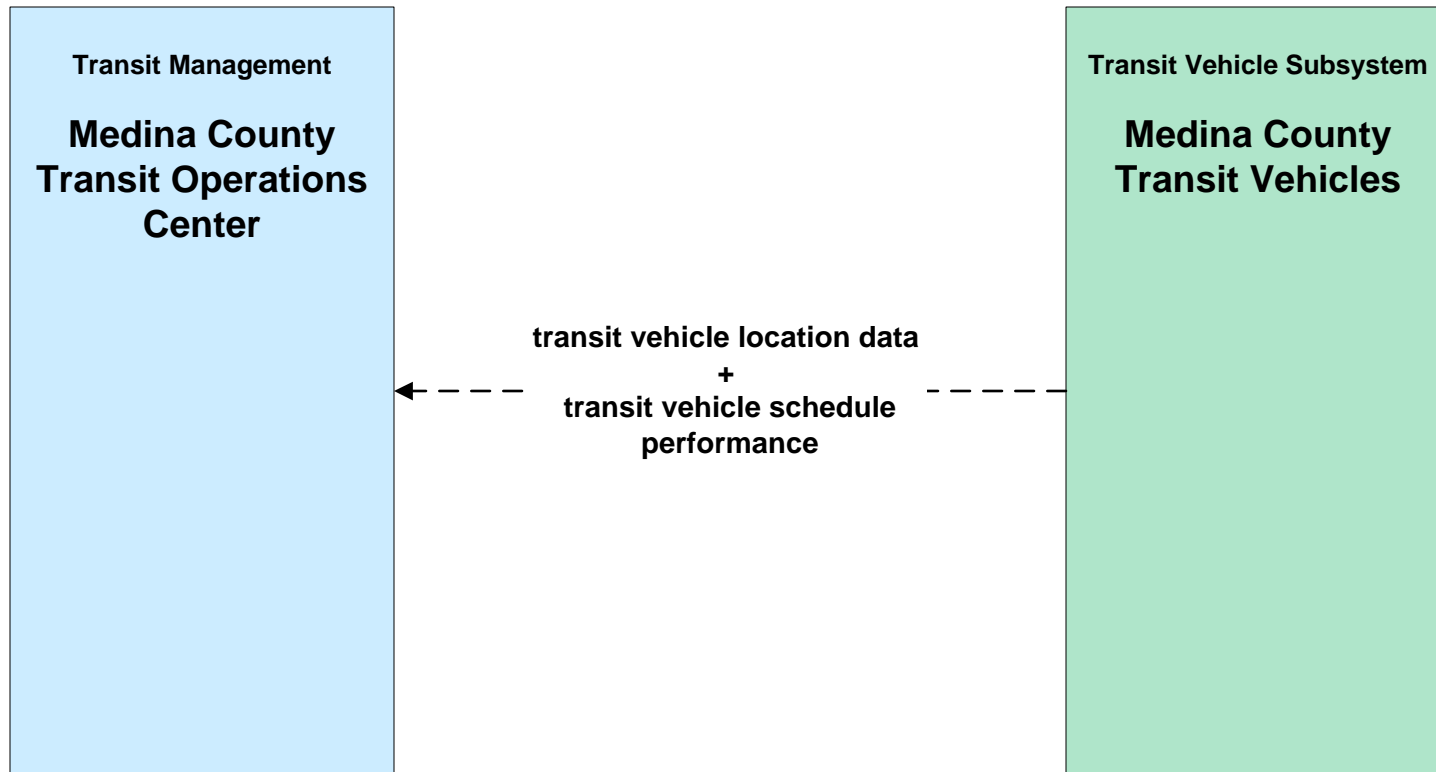 Transit Management
Medina County
Transit Operations
Center
transit vehicle location data
+
transit vehicle schedule
performance
Transit Vehicle Subsystem
Medina County
Transit Vehicles